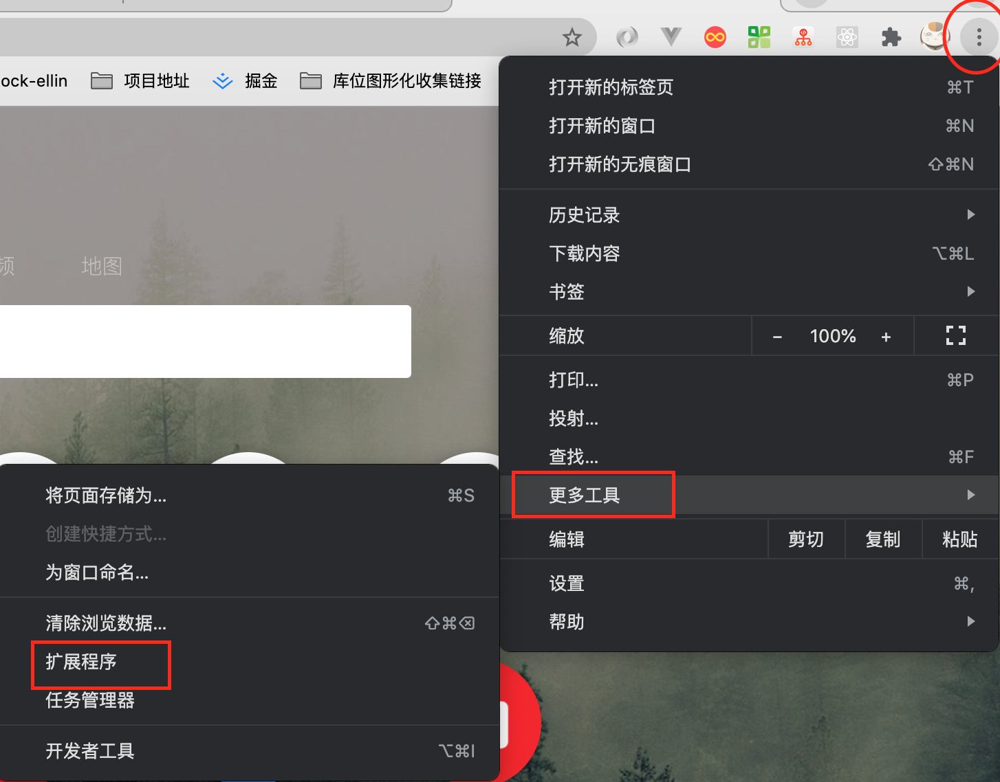 ock-ellin 项目地址 掘金 库位图形化收集链接
频 地图
打开新的标签页 ⌘T
打开新的窗口 ⌘N
打开新的无痕窗口 ⇧⌘N
历史记录
下载内容 ⌥⌘L
书签
缩放 − 100% +
打印... ⌘P
投射...
查找... ⌘F
更多工具
编辑 剪切 复制 粘贴
设置 ⌘,
帮助
将页面存储为... ⌘S
创建快捷方式...
为窗口命名...
清除浏览数据... ⇧⌘⌫
扩展程序
任务管理器
开发者工具 ⌥⌘I